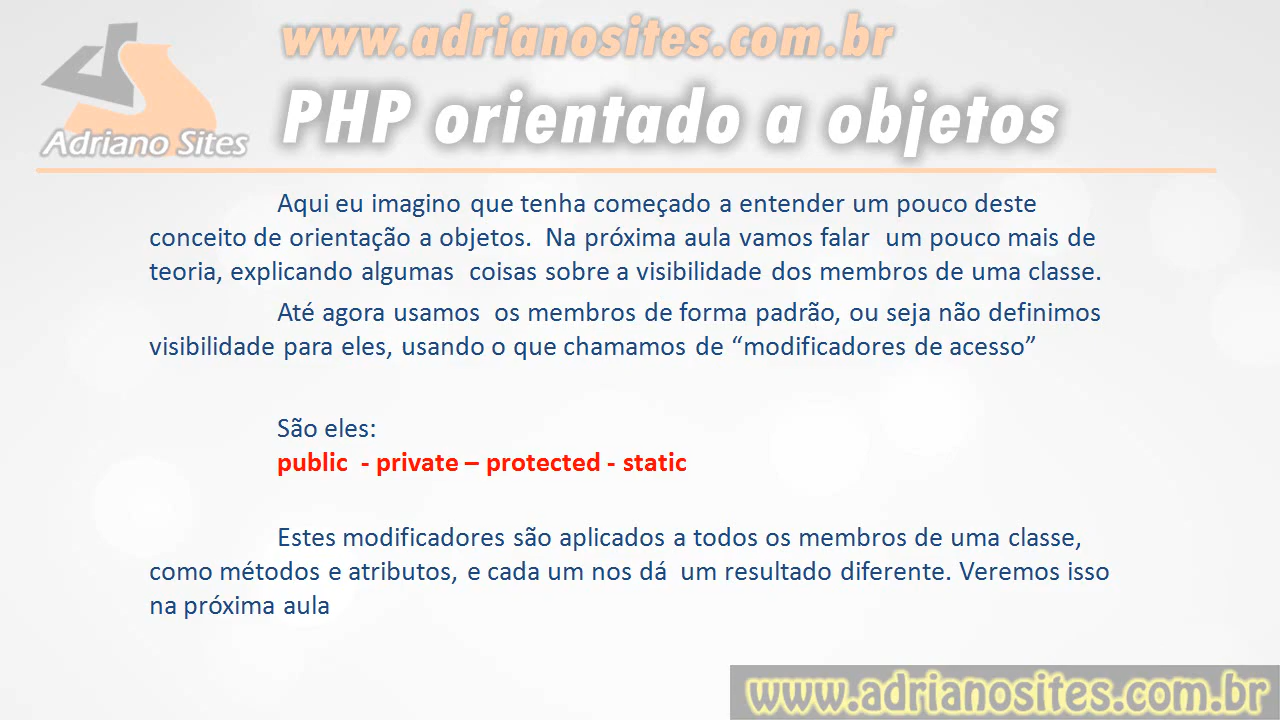 www.adrianosites.com.br
PHP orientado a objetos
Adriano Sites
Aqui eu imagino que tenha começado a entender um pouco deste
conceito de orientação a objetos.  Na próxima aula vamos falar  um pouco mais de
teoria, explicando algumas  coisas sobre a visibilidade dos membros de uma classe.
Até agora usamos  os membros de forma padrão, ou seja não definimos
visibilidade para eles, usando o que chamamos de “modificadores de acesso”
São eles:
public  - private – protected - static
Estes modificadores são aplicados a todos os membros de uma classe,
como métodos e atributos, e cada um nos dá  um resultado diferente. Veremos isso
na próxima aula
www.adrianosites.com.br